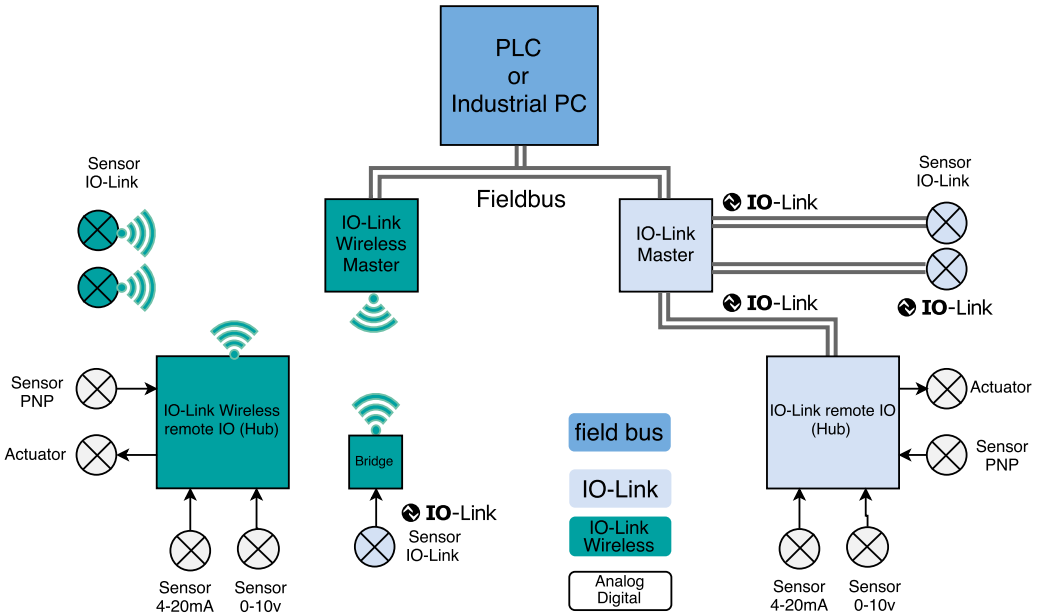 PLC
or
Industrial PC
Fieldbus
Sensor
IO-Link
IO-Link
Wireless
Master
IO-Link
Master
IO-Link
Sensor
IO-Link
IO-Link
IO-Link
Sensor
PNP
Actuator
IO-Link Wireless
remote IO (Hub)
Sensor
4-20mA
Sensor
0-10v
Bridge
IO-Link
Sensor
IO-Link
field bus
IO-Link
IO-Link
Wireless
Analog
Digital
IO-Link remote IO
(Hub)
Actuator
Sensor
PNP
Sensor
4-20mA
Sensor
0-10v